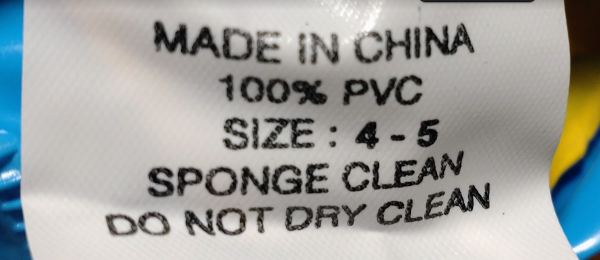 MADE IN CHINA
100% PVC
SIZE : 4 - 5
SPONGE CLEAN
DO NOT DRY CLEAN